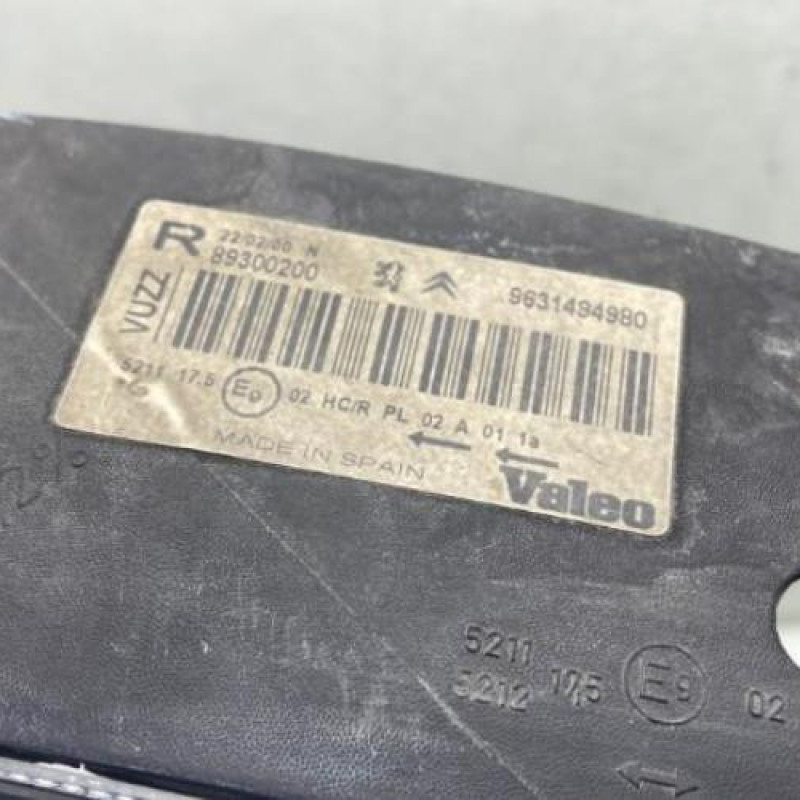 R 22/02/00 N
89300200
9631494980
VUZZ
5211 17.5 E9 02 HC/R PL 02 A 01 1a
MADE IN SPAIN
Valeo
5211
5212 17,5 E9 02